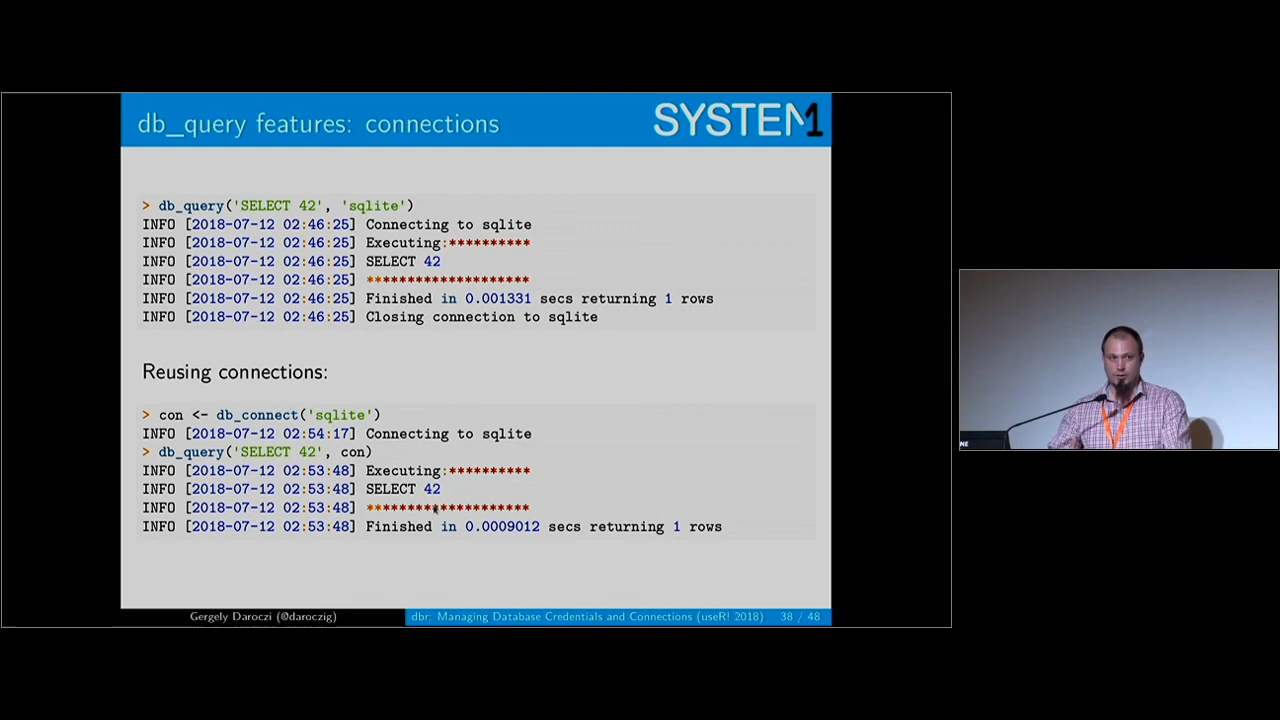 db_query features: connections
SYSTEM1
> db_query('SELECT 42', 'sqlite')
INFO [2018-07-12 02:46:25] Connecting to sqlite
INFO [2018-07-12 02:46:25] Executing:**********
INFO [2018-07-12 02:46:25] SELECT 42
INFO [2018-07-12 02:46:25] ********************
INFO [2018-07-12 02:46:25] Finished in 0.001331 secs returning 1 rows
INFO [2018-07-12 02:46:25] Closing connection to sqlite
Reusing connections:
> con <- db_connect('sqlite')
INFO [2018-07-12 02:54:17] Connecting to sqlite
> db_query('SELECT 42', con)
INFO [2018-07-12 02:53:48] Executing:**********
INFO [2018-07-12 02:53:48] SELECT 42
INFO [2018-07-12 02:53:48] ********************
INFO [2018-07-12 02:53:48] Finished in 0.0009012 secs returning 1 rows
Gergely Daroczi (@daroczig)
dbr: Managing Database Credentials and Connections (useR! 2018)
38 / 48
NE